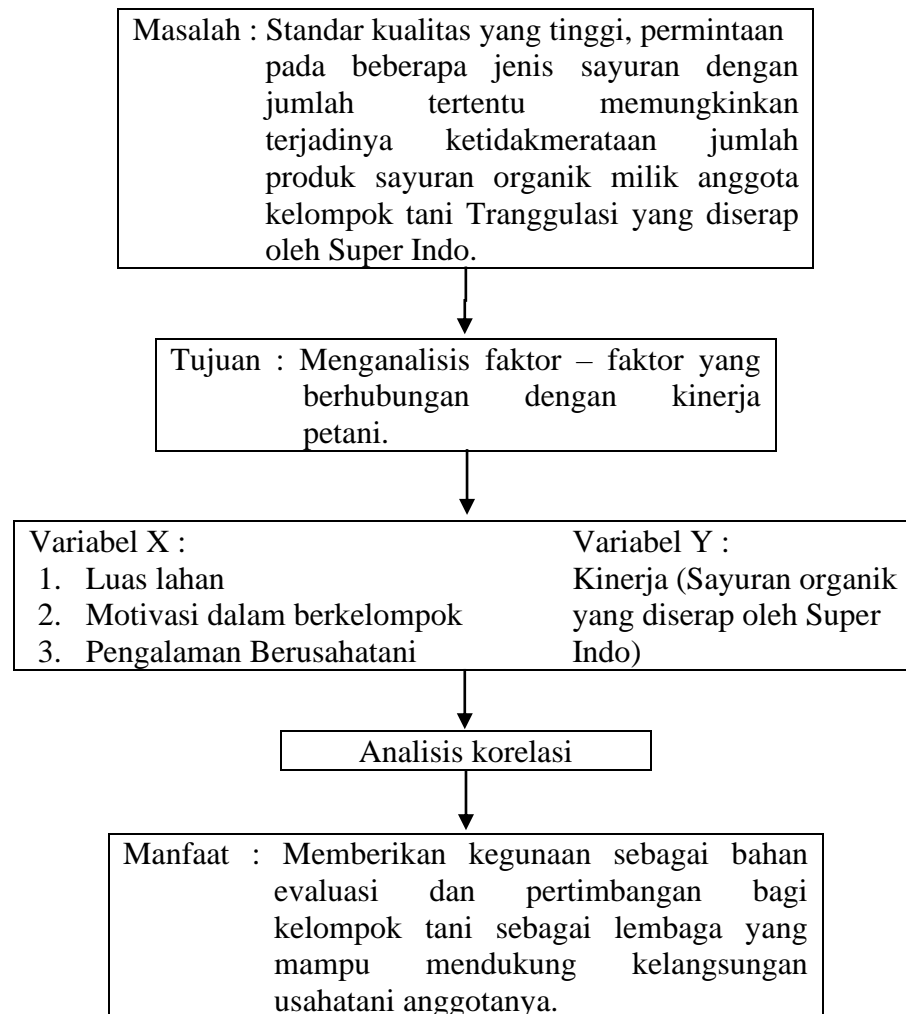 Masalah : Standar kualitas yang tinggi, permintaan
pada beberapa jenis sayuran dengan
jumlah tertentu memungkinkan
terjadinya ketidakmerataan jumlah
produk sayuran organik milik anggota
kelompok tani Tranggulasi yang diserap
oleh Super Indo.
Tujuan : Menganalisis faktor – faktor yang
berhubungan dengan kinerja
petani.
Variabel X :
1. Luas lahan
2. Motivasi dalam berkelompok
3. Pengalaman Berusahatani
Variabel Y :
Kinerja (Sayuran organik
yang diserap oleh Super
Indo)
Analisis korelasi
Manfaat : Memberikan kegunaan sebagai bahan
evaluasi dan pertimbangan bagi
kelompok tani sebagai lembaga yang
mampu mendukung kelangsungan
usahatani anggotanya.